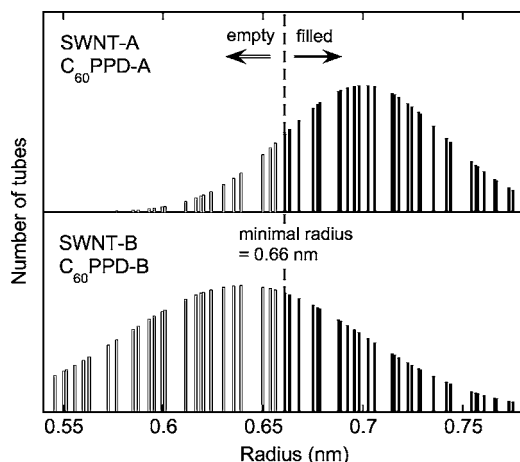 SWNT-A
C₆₀PPD-A
empty filled
Number of tubes
SWNT-B
C₆₀PPD-B
minimal radius
= 0.66 nm
0.55 0.6 0.65 0.7 0.75
Radius (nm)